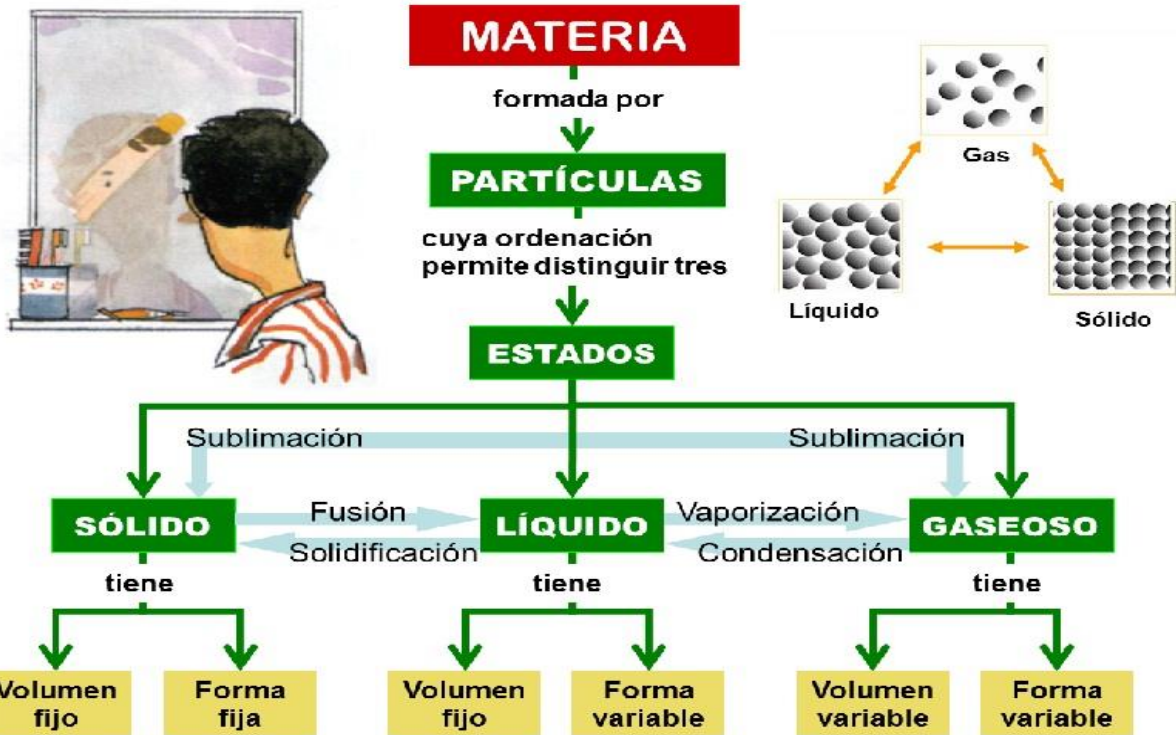 MATERIA
formada por
PARTÍCULAS
cuya ordenación
permite distinguir tres
ESTADOS
Gas
Líquido
Sólido
Sublimación
Sublimación
SÓLIDO
Fusión
Solidificación
LÍQUIDO
Vaporización
Condensación
GASEOSO
tiene
tiene
tiene
Volumen
fijo
Forma
fija
Volumen
fijo
Forma
variable
Volumen
variable
Forma
variable